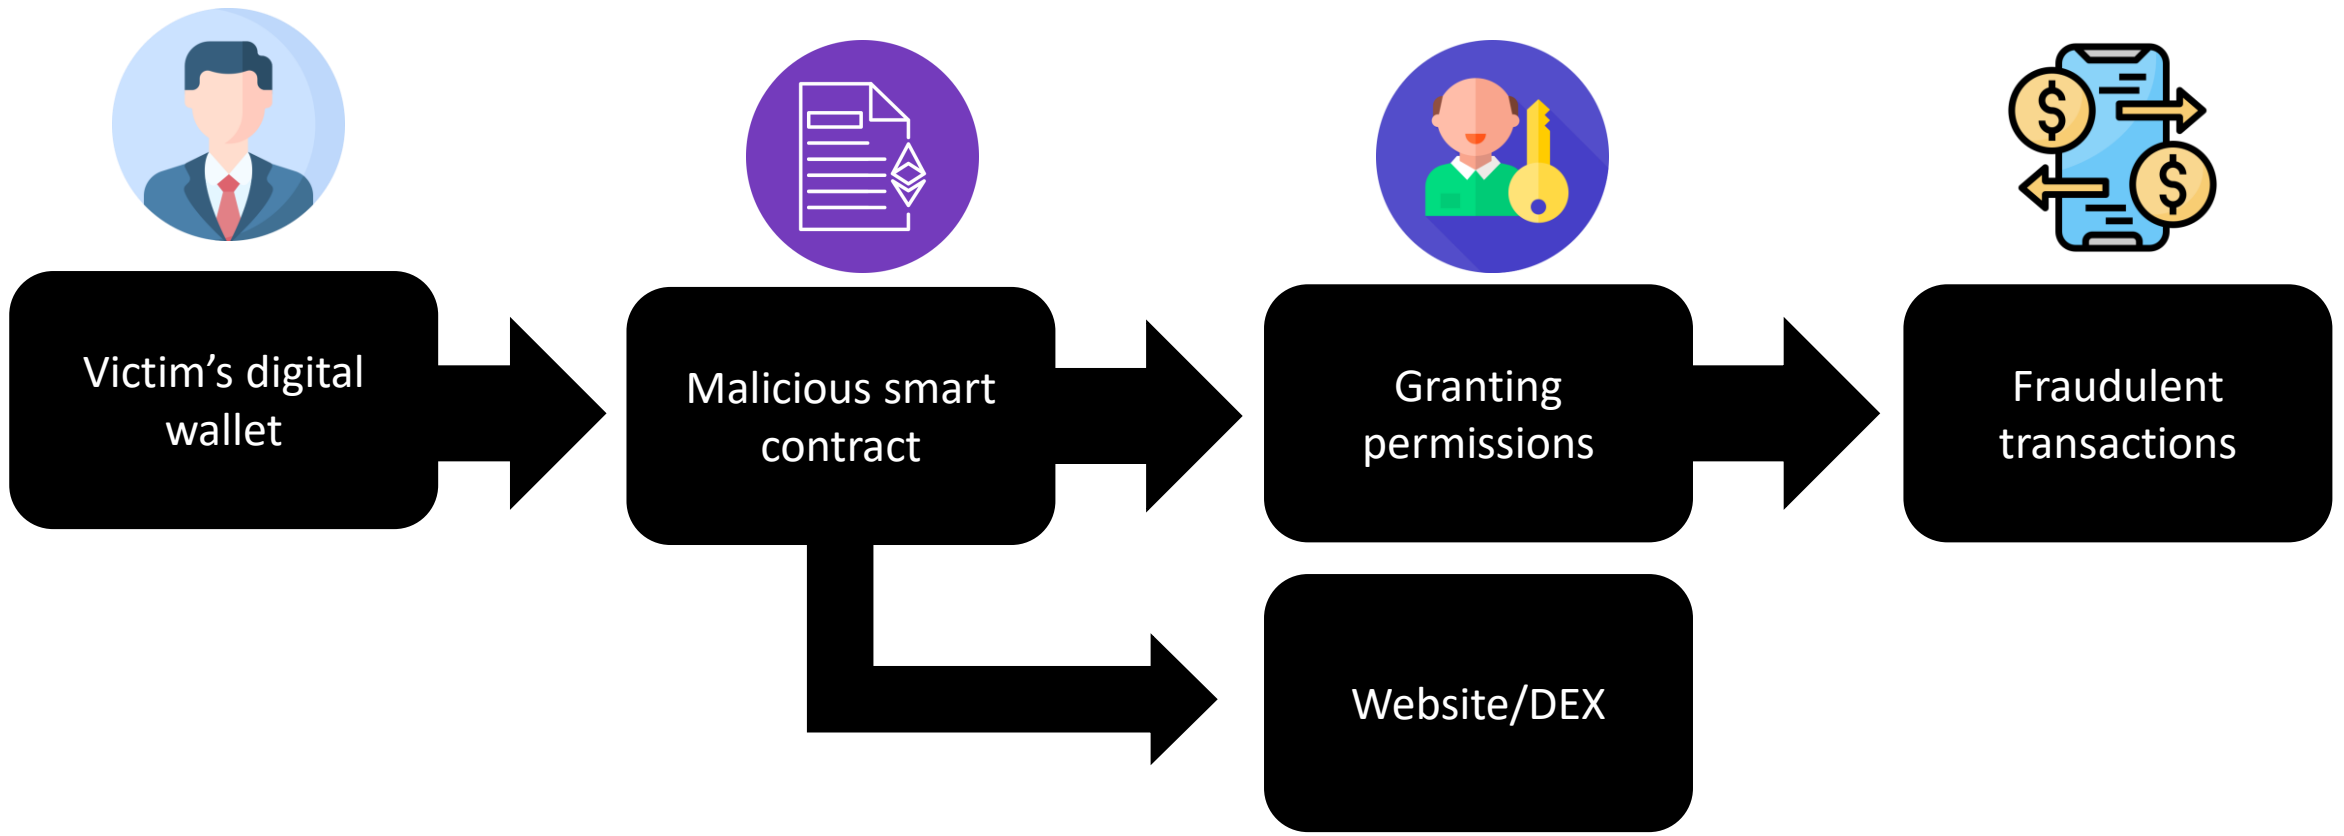 Victim’s digital
wallet
Malicious smart
contract
Granting
permissions
Fraudulent
transactions
Website/DEX
$
$